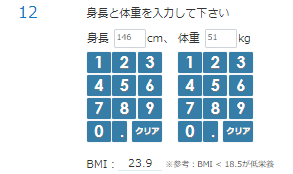 12 身長と体重を入力して下さい
身長 146 cm、 体重 51 kg
1 2 3 1 2 3
4 5 6 4 5 6
7 8 9 7 8 9
0 . クリア 0 . クリア
BMI : 23.9 ※参考：BMI < 18.5が低栄養